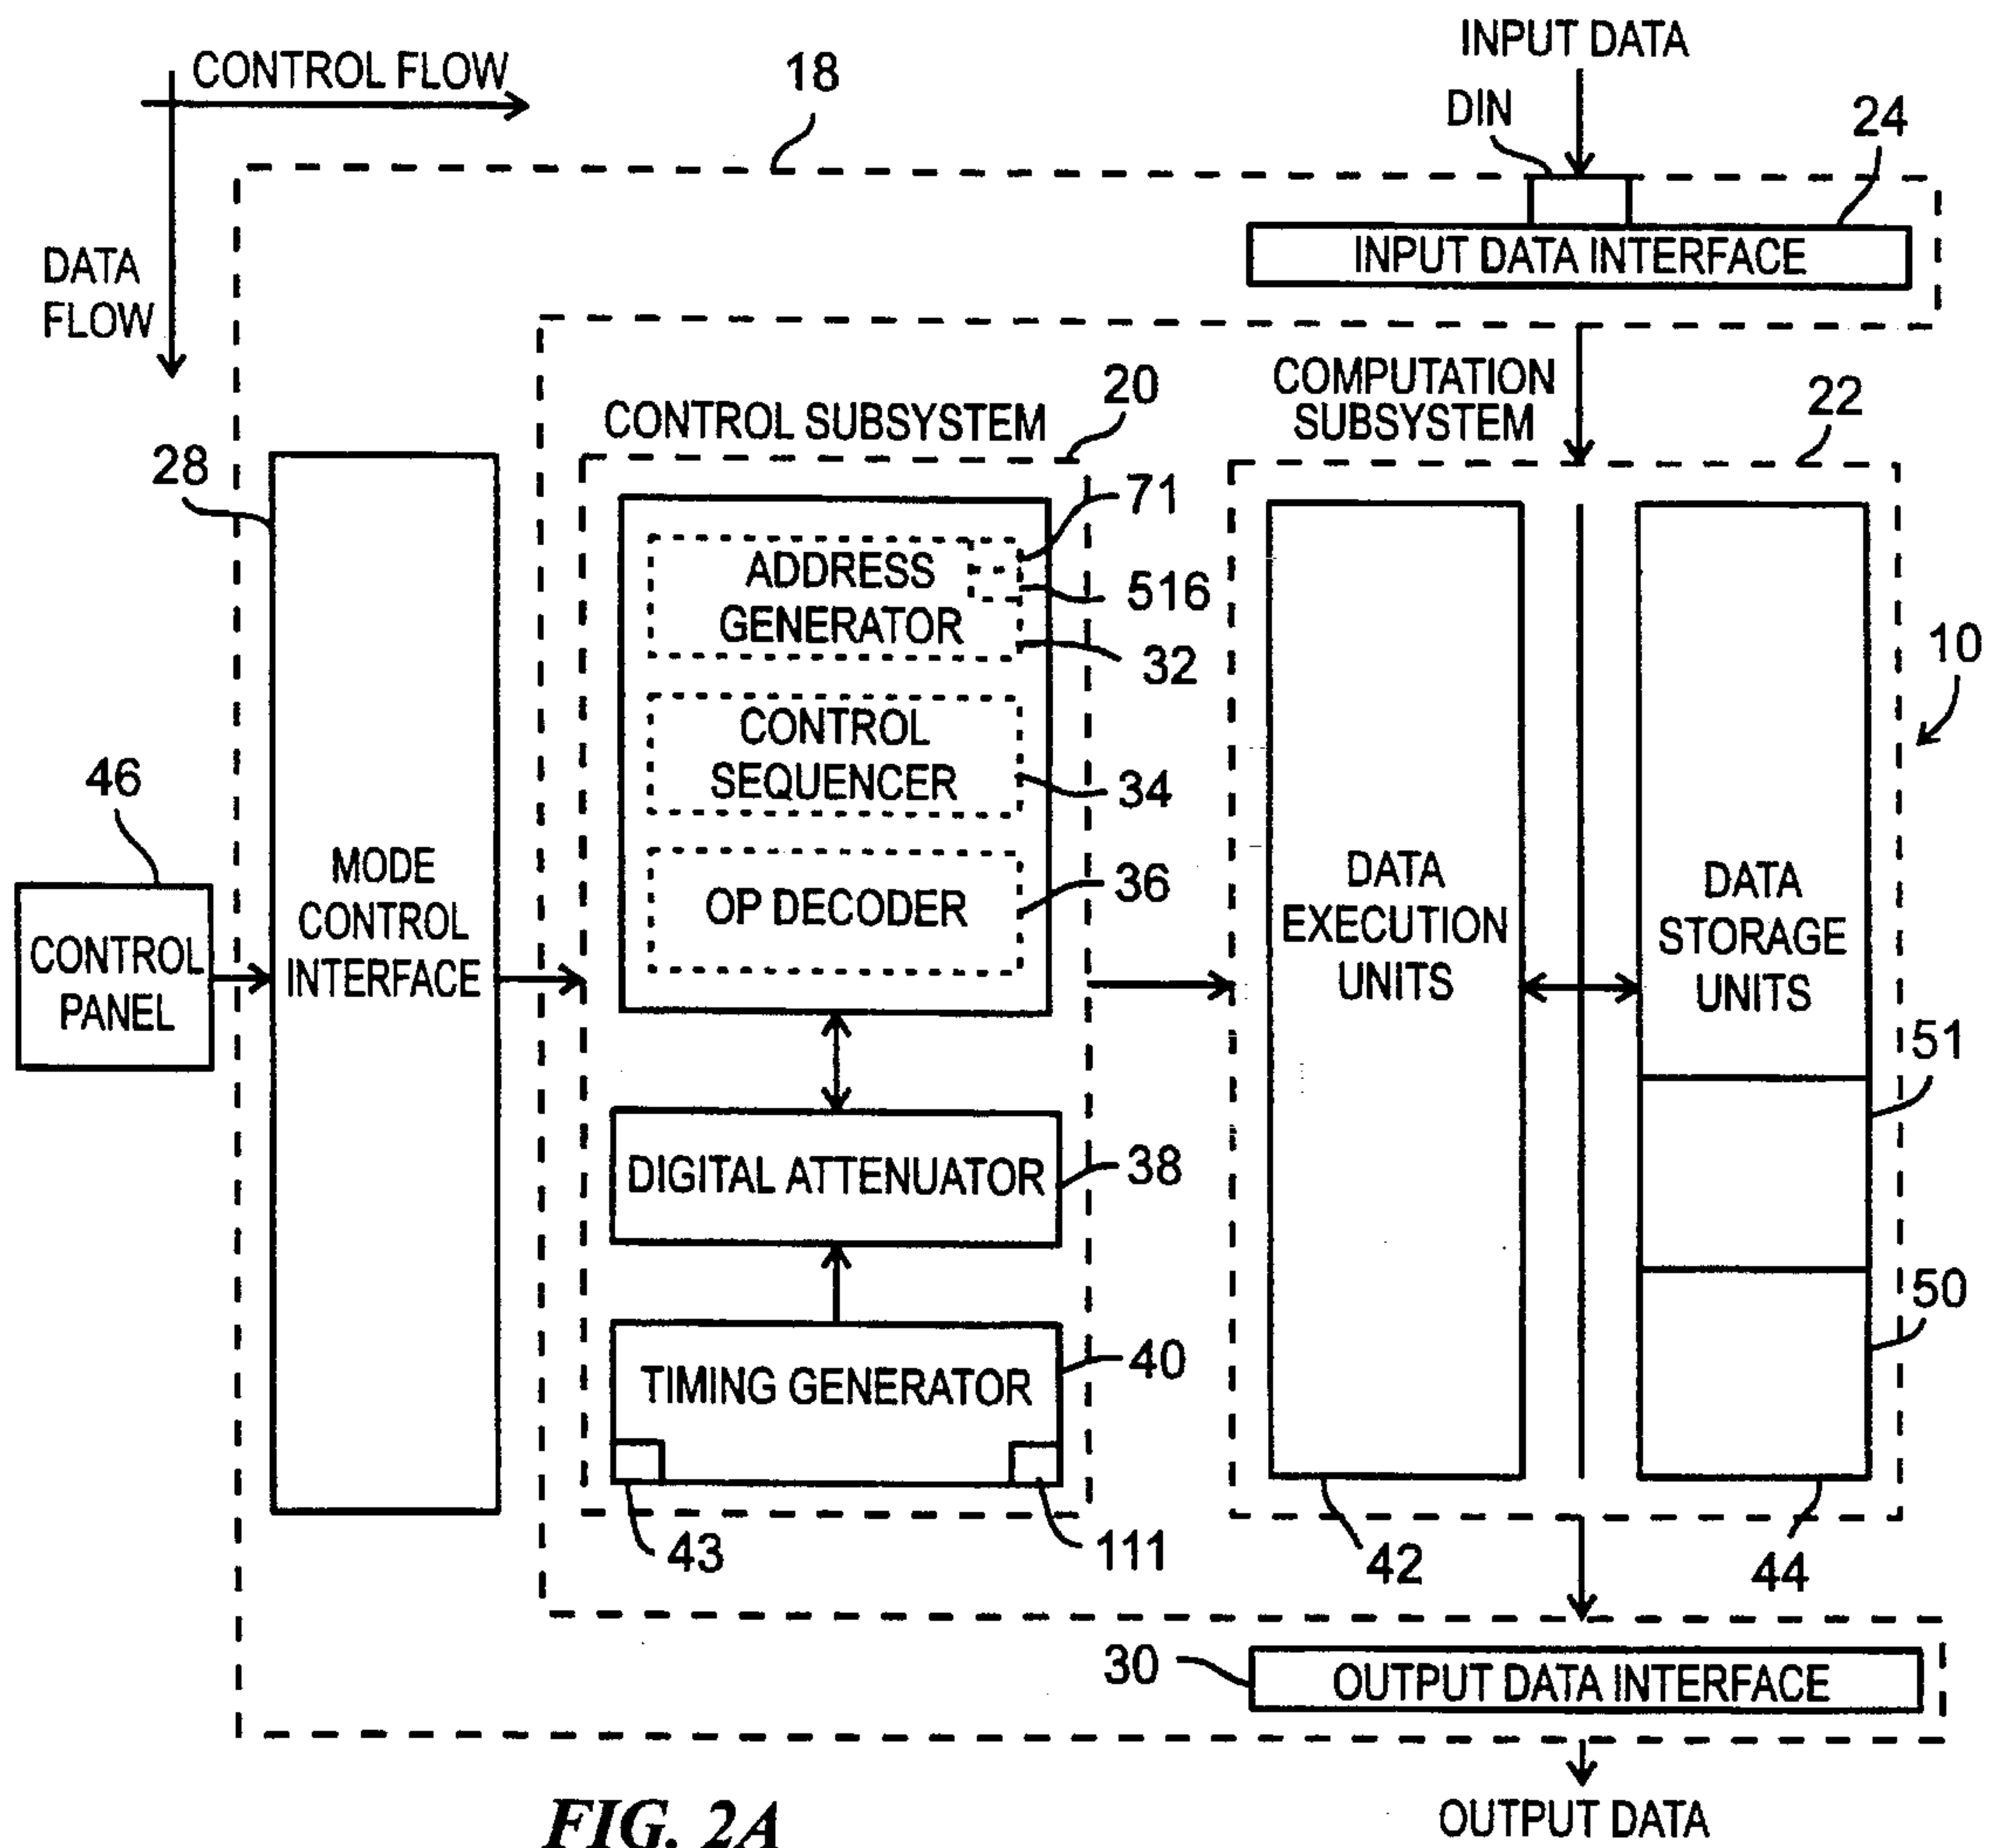 CONTROL FLOW
18
INPUT DATA
DIN
24
DATA
FLOW
INPUT DATA INTERFACE
COMPUTATION
SUBSYSTEM
20
22
CONTROL SUBSYSTEM
28
71
ADDRESS
GENERATOR
516
32
10
CONTROL
SEQUENCER
34
46
MODE
CONTROL
INTERFACE
OP DECODER
36
DATA
EXECUTION
UNITS
DATA
STORAGE
UNITS
CONTROL
PANEL
51
DIGITAL ATTENUATOR
38
50
TIMING GENERATOR
40
43
111
42
44
30
OUTPUT DATA INTERFACE
FIG. 2A
OUTPUT DATA